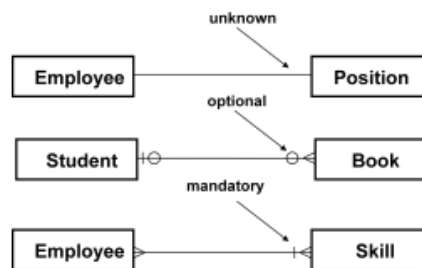 unknown
Employee Position
optional
Student Book
mandatory
Employee Skill